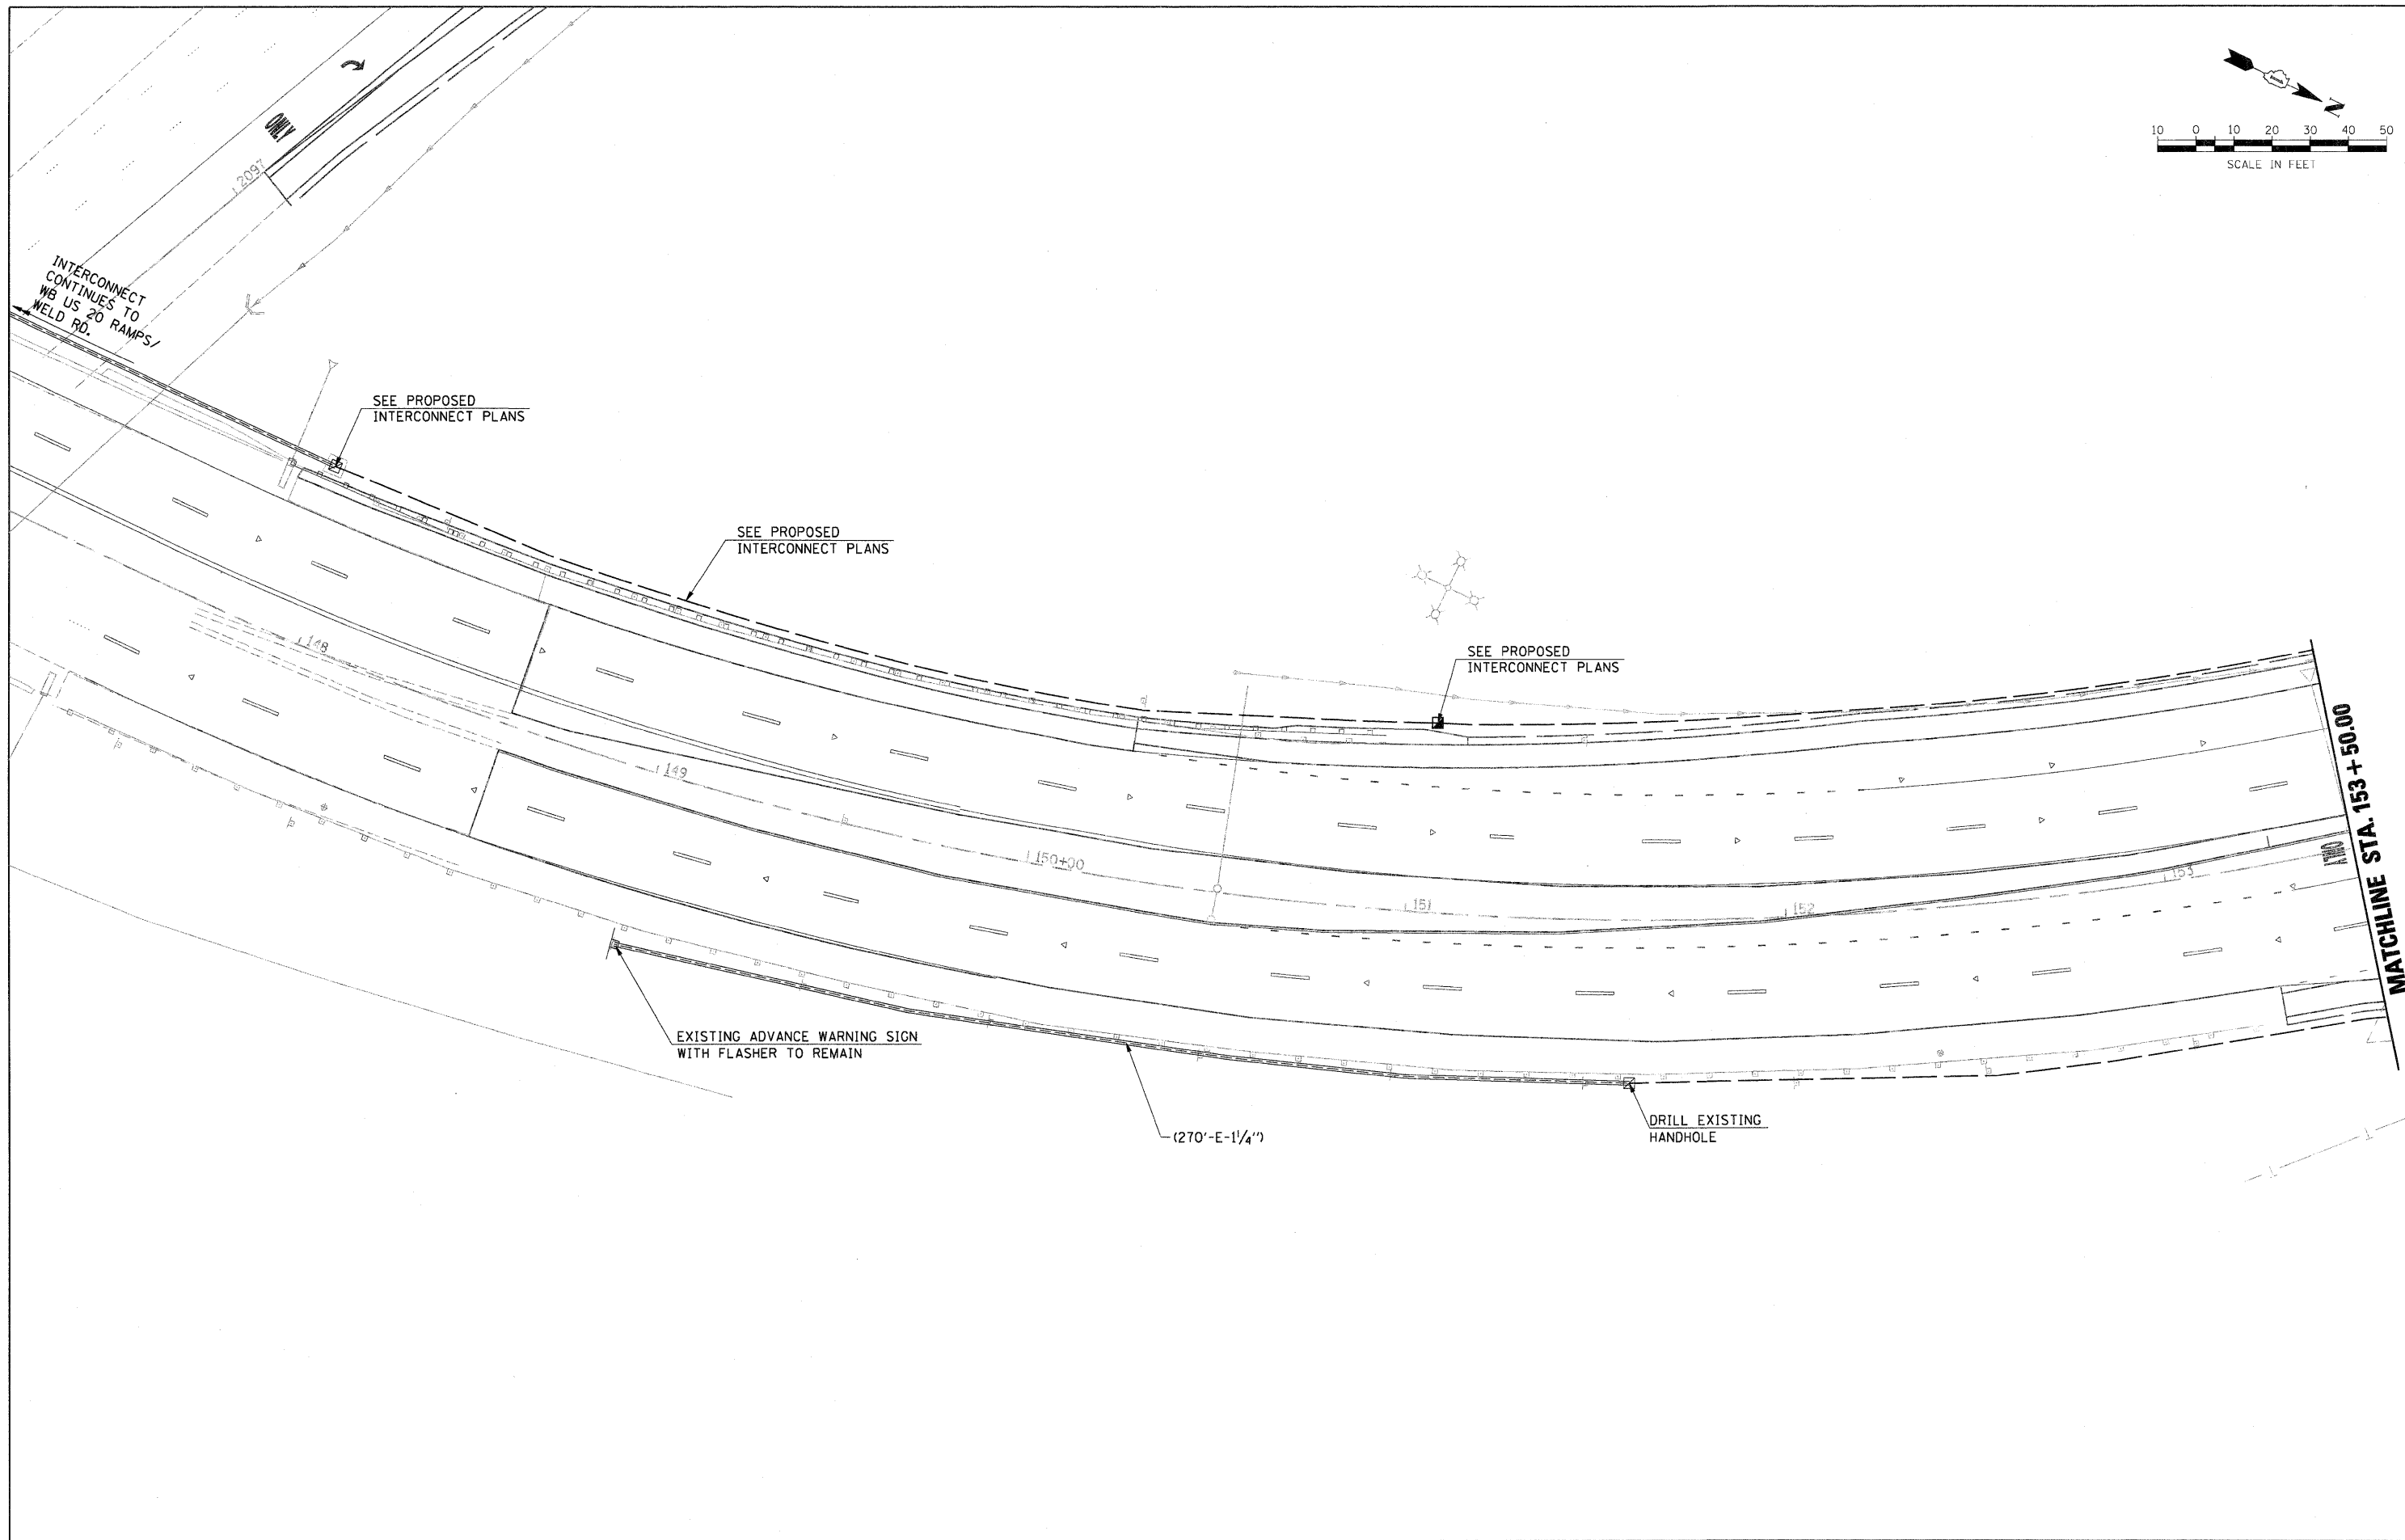 ONLY
2097
N
10 0 10 20 30 40 50
SCALE IN FEET
INTERCONNECT
CONTINUES TO
WB US 20 RAMPS/
WELD RD.
SEE PROPOSED
INTERCONNECT PLANS
SEE PROPOSED
INTERCONNECT PLANS
SEE PROPOSED
INTERCONNECT PLANS
148
149
150+00
151
152
153
ONLY
MATCHLINE STA. 153+50.00
EXISTING ADVANCE WARNING SIGN
WITH FLASHER TO REMAIN
(270'-E-1 1/4")
DRILL EXISTING
HANDHOLE